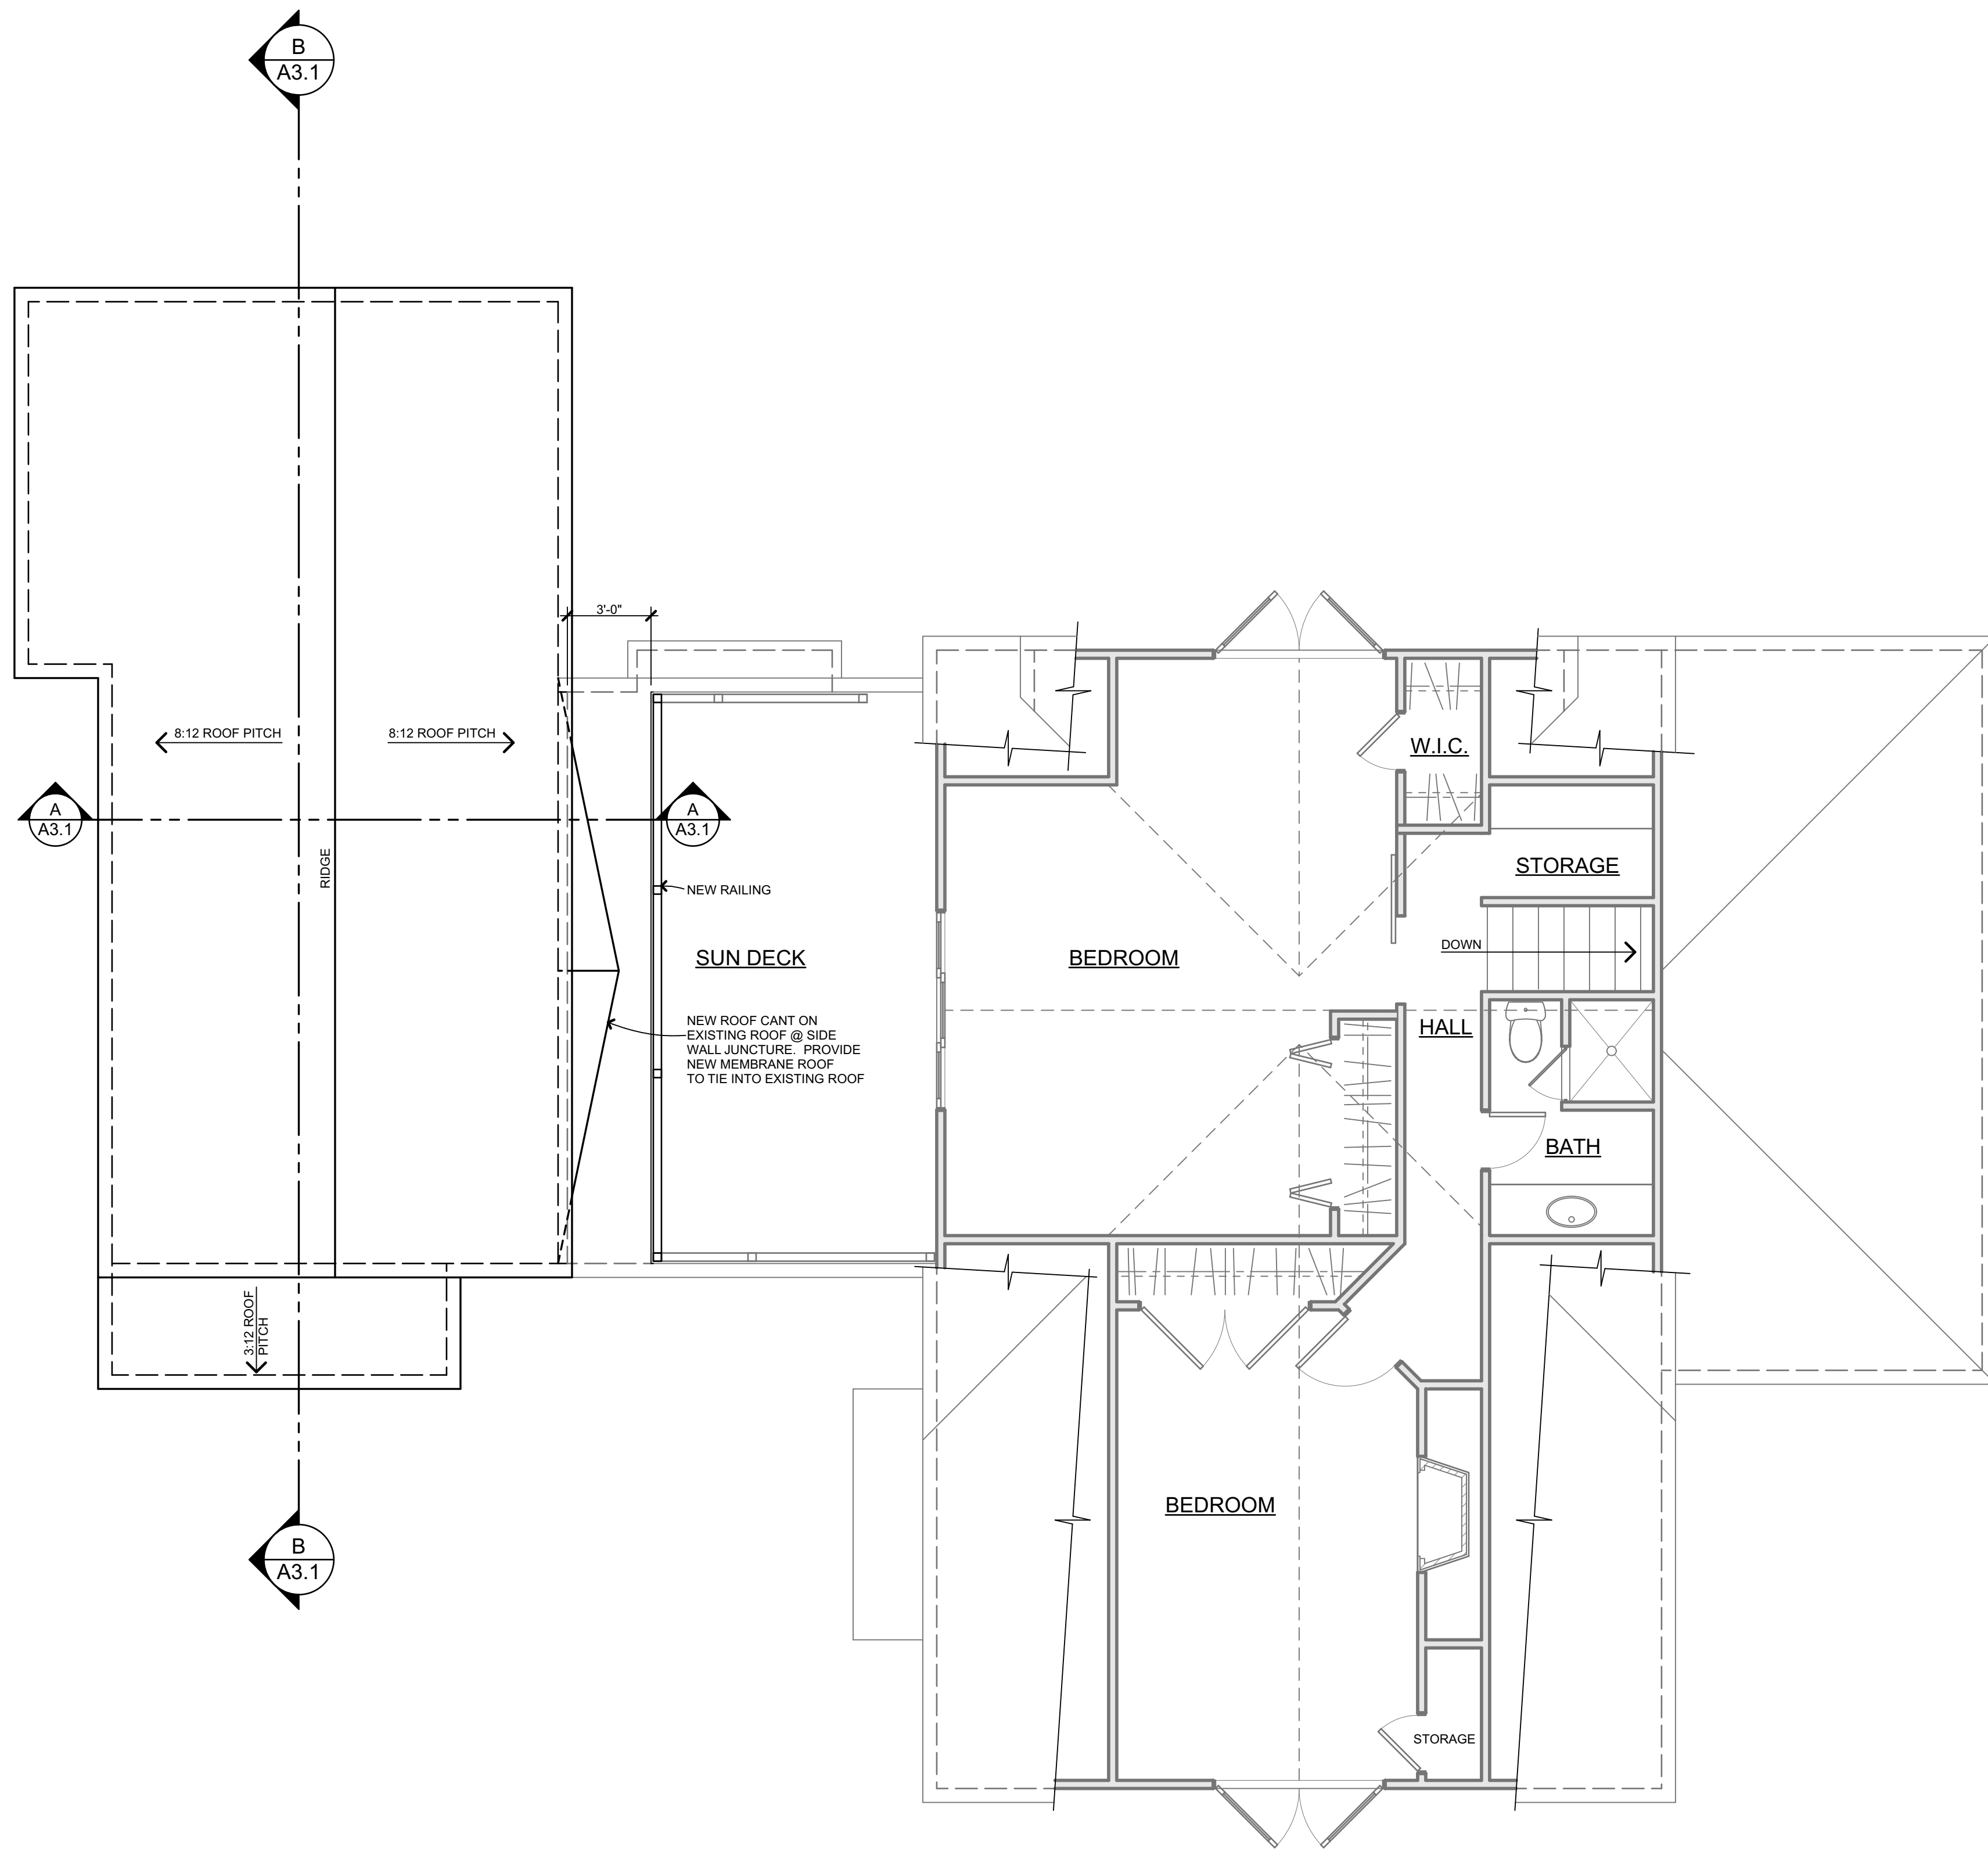 B
A3.1
3'-0"
8:12 ROOF PITCH
8:12 ROOF PITCH
W.I.C.
A
A3.1
A
A3.1
RIDGE
STORAGE
NEW RAILING
DOWN
SUN DECK
BEDROOM
NEW ROOF CANT ON
EXISTING ROOF @ SIDE
WALL JUNCTURE. PROVIDE
NEW MEMBRANE ROOF
TO TIE INTO EXISTING ROOF
HALL
BATH
3:12 ROOF
PITCH
BEDROOM
B
A3.1
STORAGE